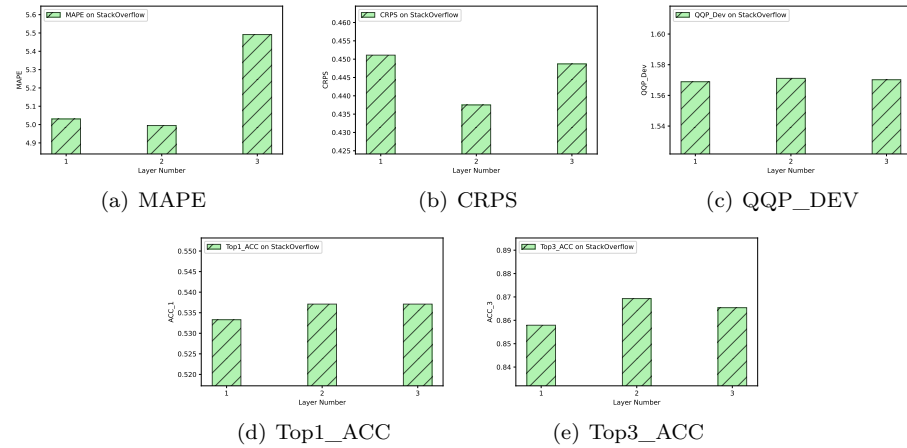 MAPE on StackOverflow
5.6
5.5
5.4
5.3
5.2
5.1
5.0
4.9
MAPE
1 2 3
Layer Number
(a) MAPE
CRPS on StackOverflow
0.460
0.455
0.450
0.445
0.440
0.435
0.430
0.425
CRPS
1 2 3
Layer Number
(b) CRPS
QQP_Dev on StackOverflow
1.60
1.58
1.56
1.54
QQP_Dev
1 2 3
Layer Number
(c) QQP_DEV
Top1_ACC on StackOverflow
0.550
0.545
0.540
0.535
0.530
0.525
0.520
ACC_1
1 2 3
Layer Number
(d) Top1_ACC
Top3_ACC on StackOverflow
0.89
0.88
0.87
0.86
0.85
0.84
ACC_3
1 2 3
Layer Number
(e) Top3_ACC